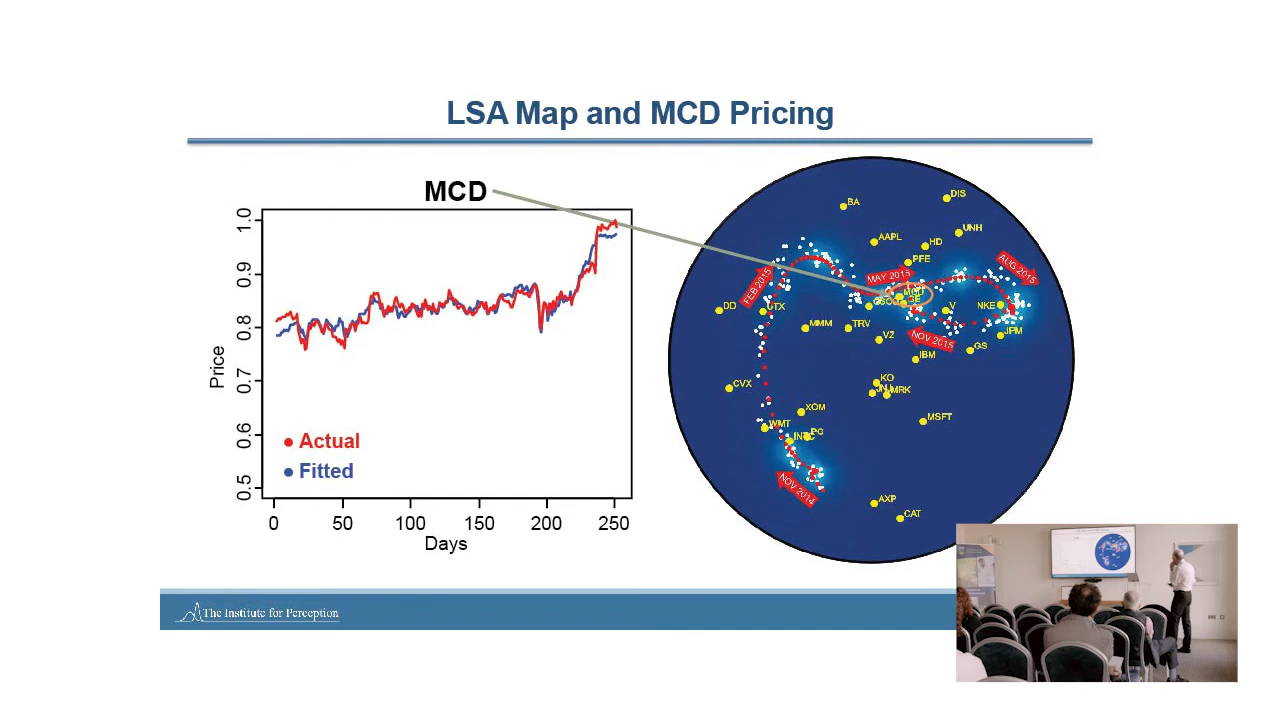 LSA Map and MCD Pricing
MCD
1.0
0.9
0.8
0.7
0.6
0.5
Price
Actual
Fitted
0
50
100
150
200
250
Days
DIS
BA
UNH
AAPL
HD
PFE
AUG 2015
MAY 2015
FEB 2015
MCD
GE
CSCO
V
NKE
DD
UTX
MMM
TRV
VZ
JPM
NOV 2015
GS
IBM
KO
JNJ
MRK
CVX
XOM
MSFT
WMT
INTC
PG
NOV 2014
AXP
CAT
The Institute for Perception